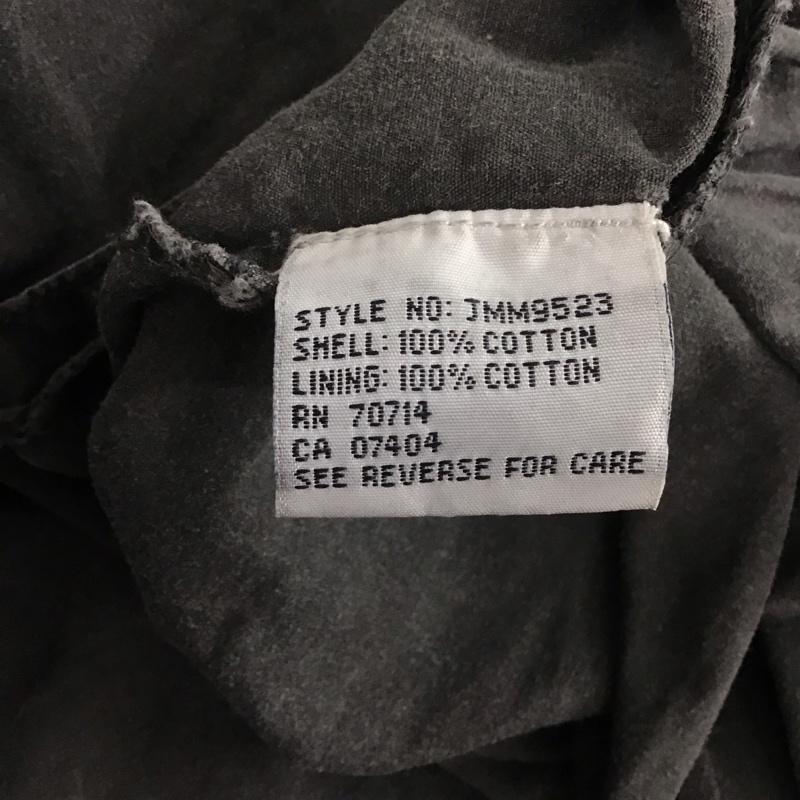 STYLE NO: JMM9523
SHELL: 100% COTTON
LINING: 100% COTTON
RN 70714
CA 07404
SEE REVERSE FOR CARE